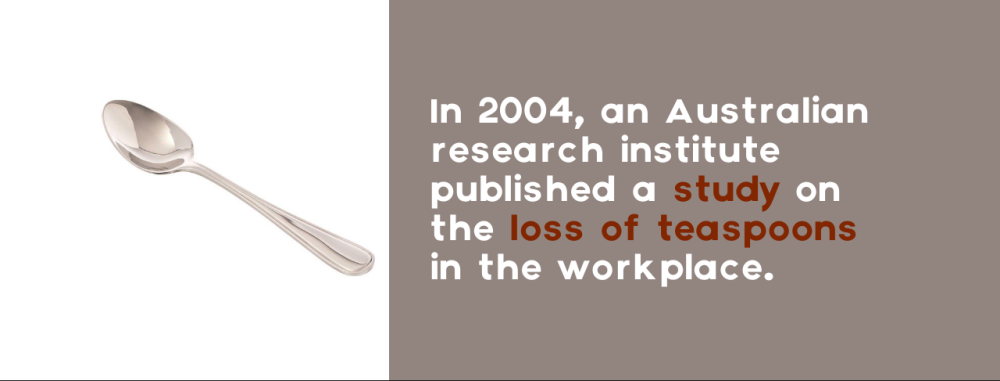 In 2004, an Australian
research institute
published a study on
the loss of teaspoons
in the workplace.